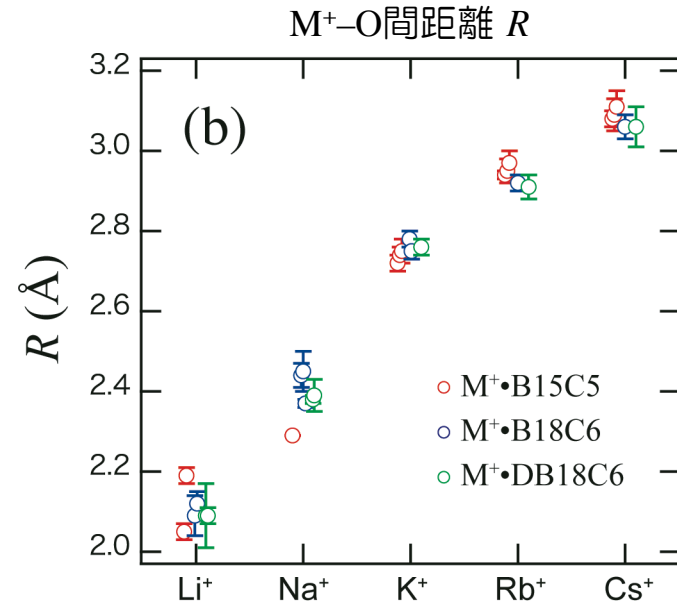 M⁺–O間距離 R
3.2
(b)
3.0
2.8
R (Å)
2.6
2.4
M⁺•B15C5
M⁺•B18C6
2.2
M⁺•DB18C6
2.0
Li⁺ Na⁺ K⁺ Rb⁺ Cs⁺